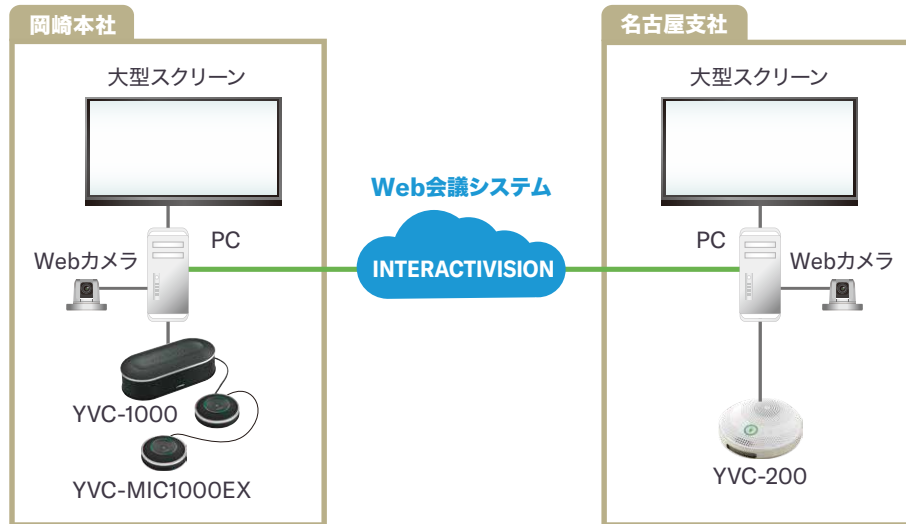 岡崎本社
大型スクリーン
PC
Webカメラ
YVC-1000
YVC-MIC1000EX
Web会議システム
INTERACTIVISION
名古屋支社
大型スクリーン
PC
Webカメラ
YVC-200